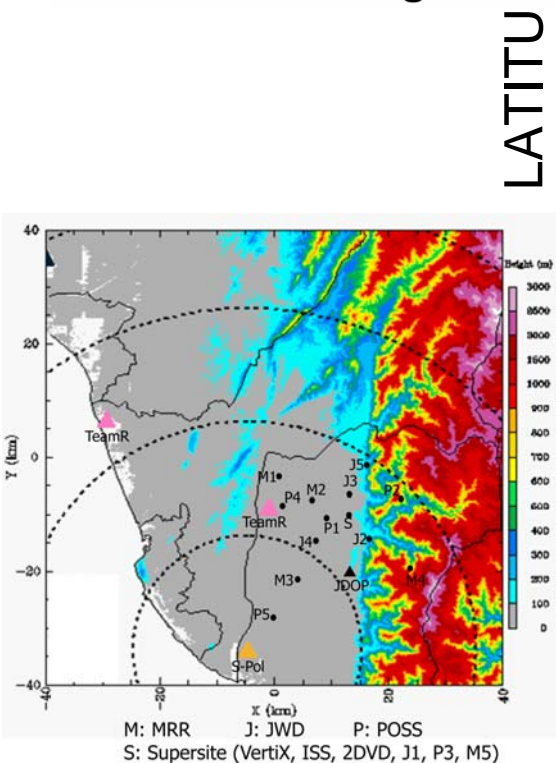 LATITU
Height (m)
3000
2500
3000
1500
1000
900
800
700
600
500
400
300
200
100
0
40
20
0
−20
−40
Y (km)
TeamR
M1
P4
M2
TeamR
P1
J3
S
J5
P7
J4
J2
JDOP
M4
M3
P5
S-Pol
−40
−20
0
20
40
X (km)
M: MRR J: JWD P: POSS
S: Supersite (VertiX, ISS, 2DVD, J1, P3, M5)